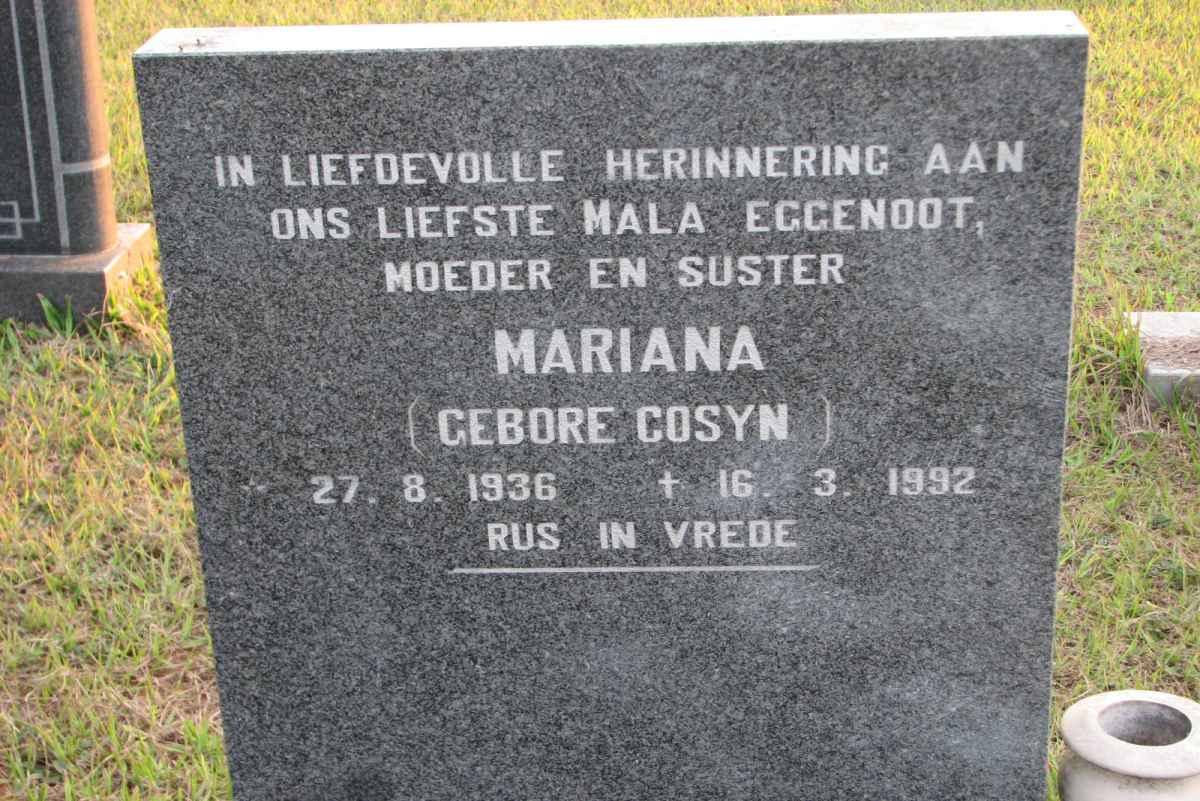 IN LIEFDEVOLLE HERINNERING AAN
ONS LIEFSTE MALA EGGENOOT,
MOEDER EN SUSTER
MARIANA
(GEBORE COSYN)
* 27. 8. 1936 † 16. 3. 1992
RUS IN VREDE